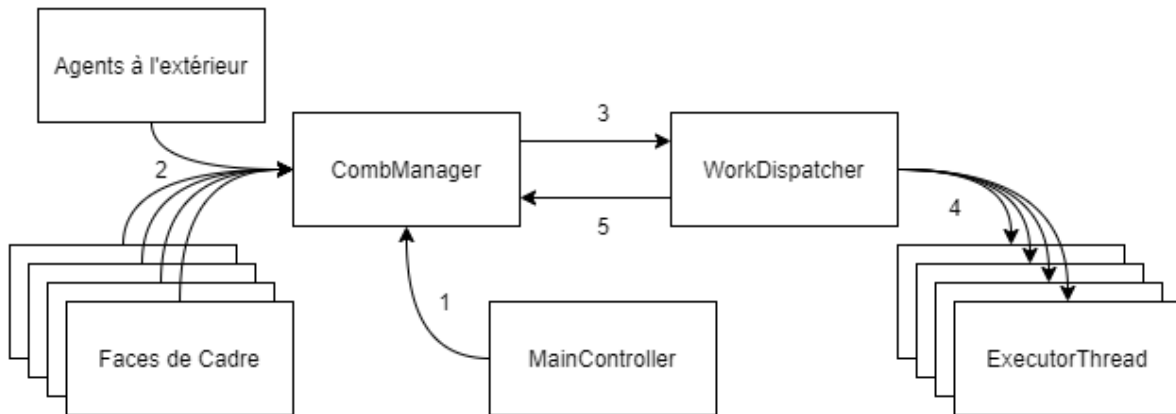 Agents à l'extérieur
2
CombManager
3
WorkDispatcher
5
4
1
Faces de Cadre
MainController
ExecutorThread